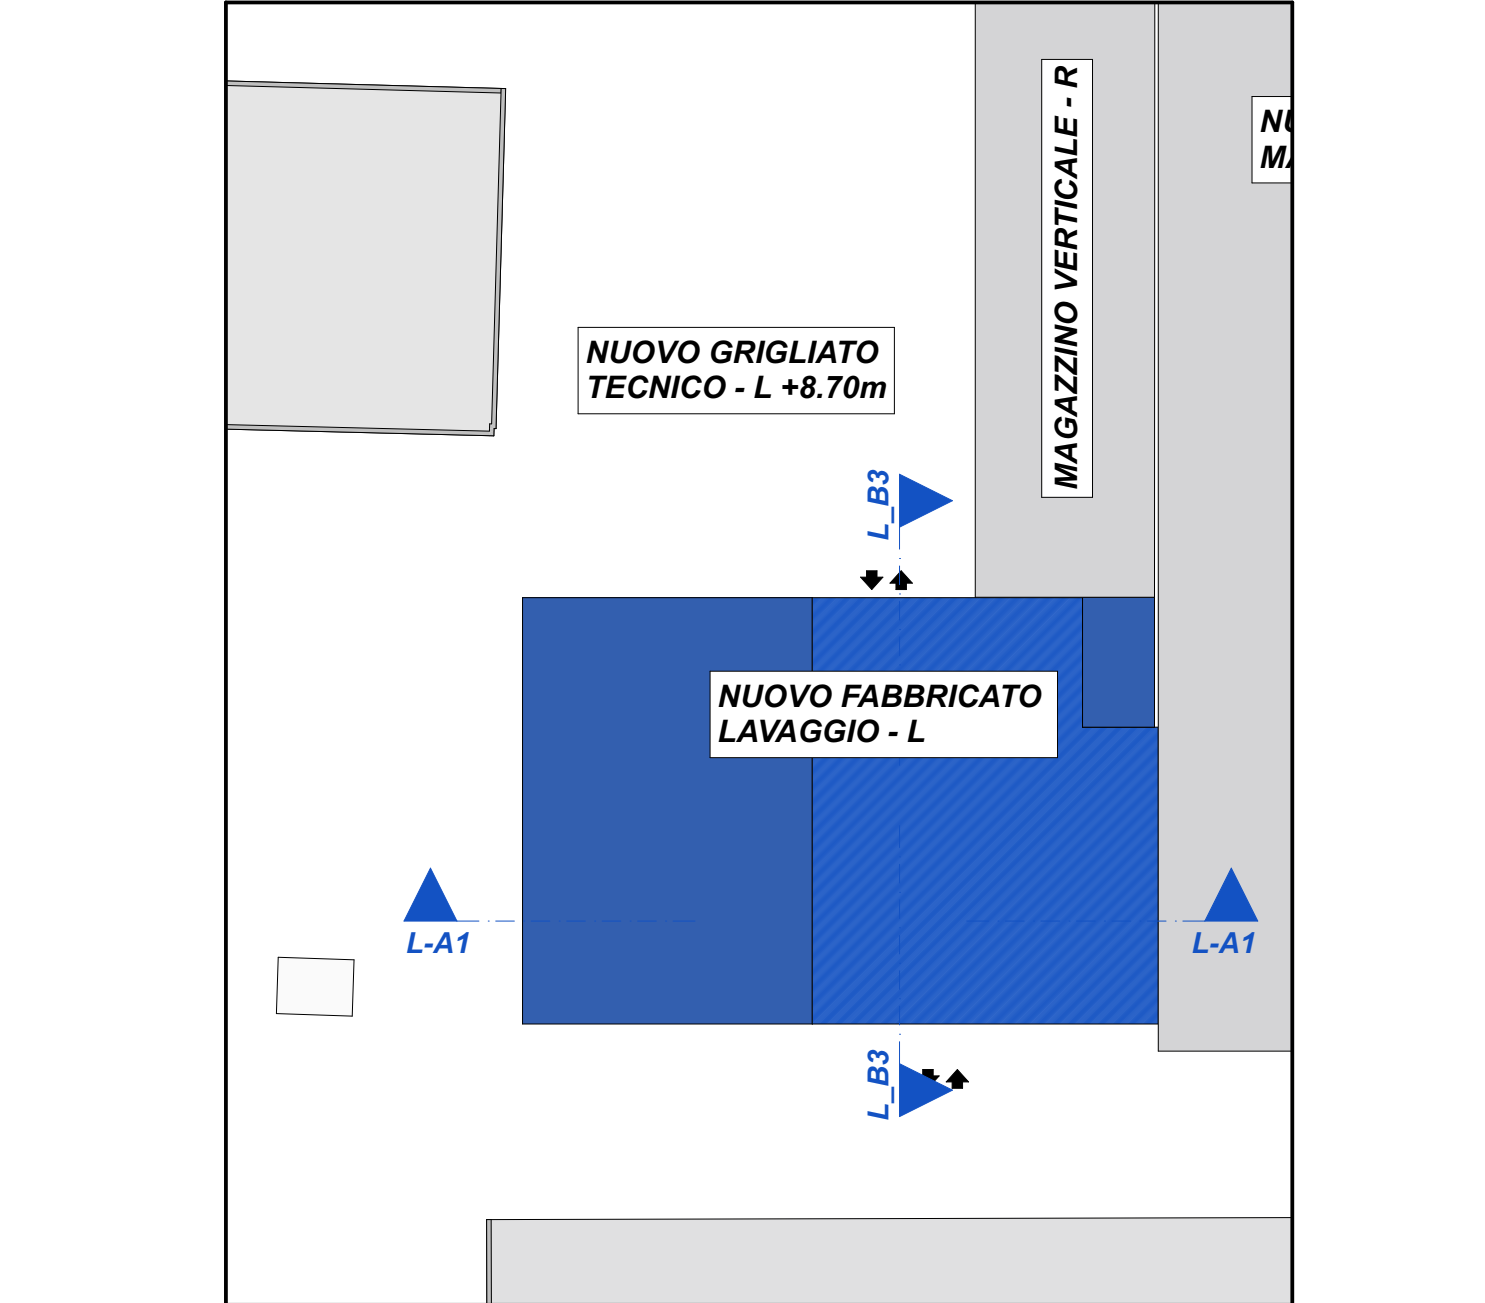 MAGAZZINO VERTICALE - R
NUOVO GRIGLIATO
TECNICO - L +8.70m
L_B3
NUOVO FABBRICATO
LAVAGGIO - L
L-A1
L-A1
L_B3